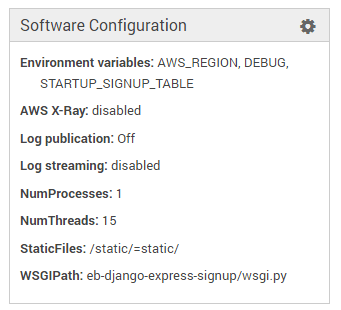 Software Configuration
Environment variables: AWS_REGION, DEBUG,
STARTUP_SIGNUP_TABLE
AWS X-Ray: disabled
Log publication: Off
Log streaming: disabled
NumProcesses: 1
NumThreads: 15
StaticFiles: /static/=static/
WSGIPath: eb-django-express-signup/wsgi.py